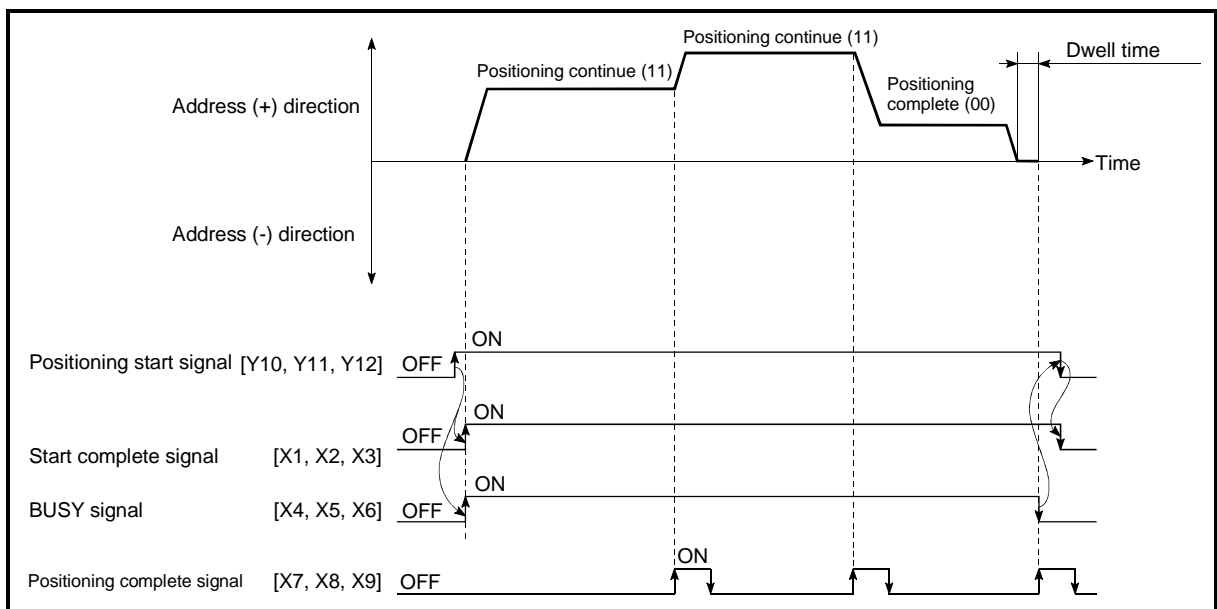 Positioning continue (11)
Dwell time
Positioning continue (11)
Positioning
complete (00)
Address (+) direction
Time
Address (-) direction
ON
Positioning start signal [Y10, Y11, Y12] OFF
ON
OFF
Start complete signal [X1, X2, X3]
ON
BUSY signal [X4, X5, X6] OFF
ON
Positioning complete signal [X7, X8, X9] OFF